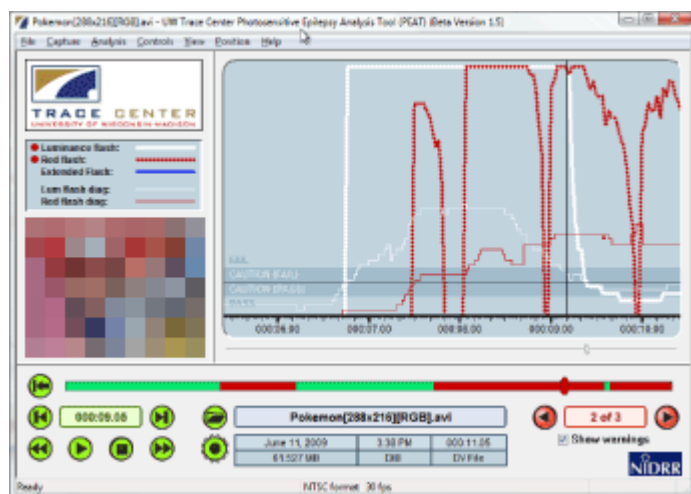 Pokemon[288x216][RGB].avi - UW Trace Center Photosensitive Epilepsy Analysis Tool (PEAT) (Beta Version 1.5)
File Capture Analysis Controls View Position Help
TRACE CENTER
UNIVERSITY OF WISCONSIN-MADISON
Luminance flash:
Red flash:
Extended Flash:
Lum flash diag:
Red flash diag:
FAIL
CAUTION (FAIL)
CAUTION (PASS)
PASS
000:06.00 000:07.00 000:08.00 000:09.00 000:10.00
000:09.06 Pokemon[288x216][RGB].avi 2 of 3
June 11, 2009 3:38 PM 000:11.05
61.527 MB DIB DV File
Show warnings
NIDRR
Ready NTSC format 30 fps